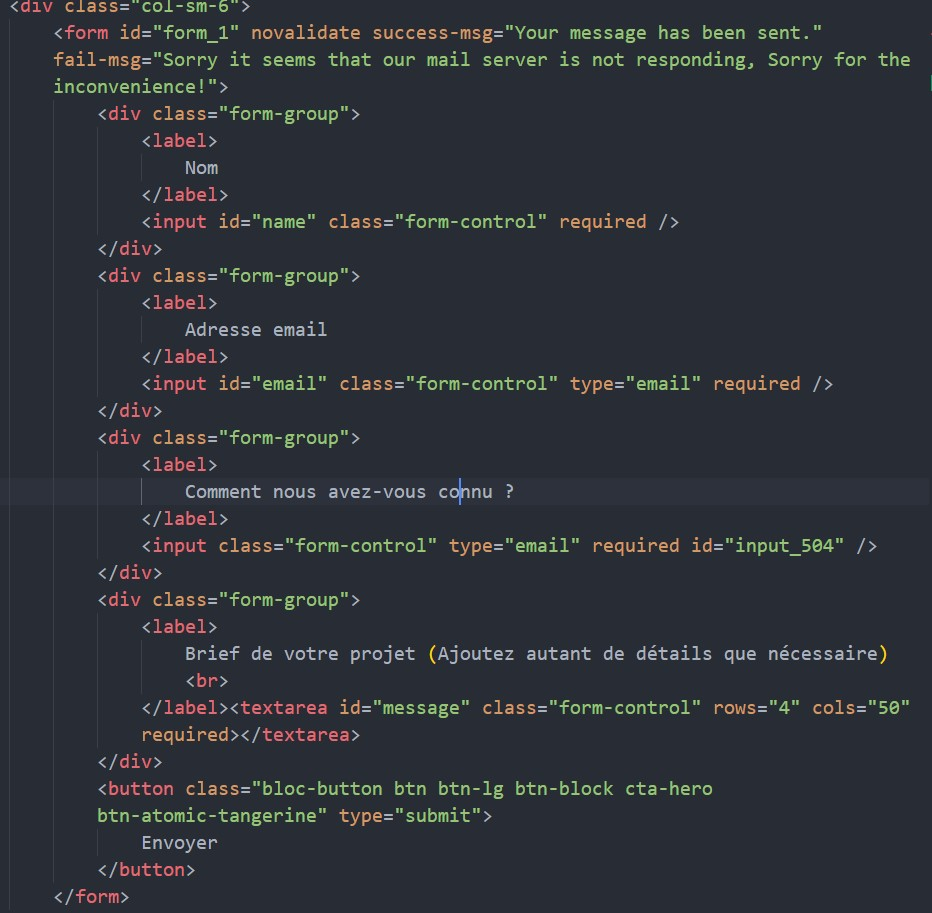 <div class="col-sm-6">
<form id="form_1" novalidate success-msg="Your message has been sent."
fail-msg="Sorry it seems that our mail server is not responding, Sorry for the
inconvenience!">
<div class="form-group">
<label>
Nom
</label>
<input id="name" class="form-control" required />
</div>
<div class="form-group">
<label>
Adresse email
</label>
<input id="email" class="form-control" type="email" required />
</div>
<div class="form-group">
<label>
Comment nous avez-vous connu ?
</label>
<input class="form-control" type="email" required id="input_504" />
</div>
<div class="form-group">
<label>
Brief de votre projet (Ajoutez autant de détails que nécessaire)
<br>
</label><textarea id="message" class="form-control" rows="4" cols="50"
required></textarea>
</div>
<button class="bloc-button btn btn-lg btn-block cta-hero
btn-atomic-tangerine" type="submit">
Envoyer
</button>
</form>